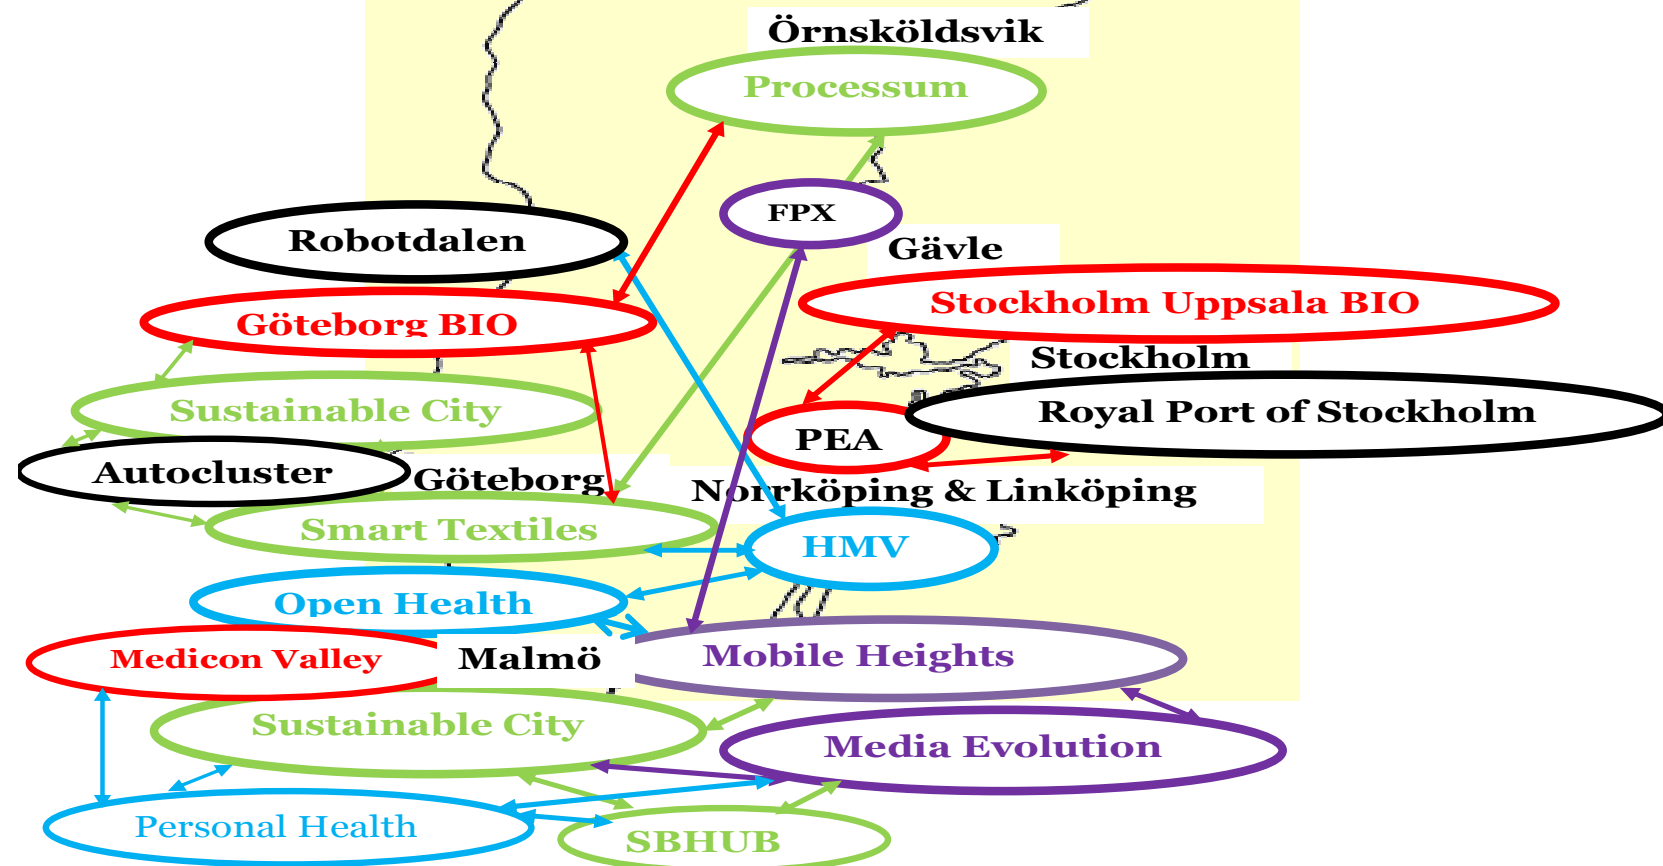 Örnsköldsvik
Processum
FPX
Robotdalen
Gävle
Stockholm Uppsala BIO
Göteborg BIO
Stockholm
Sustainable City
Royal Port of Stockholm
PEA
Autocluster
Göteborg
Norrköping & Linköping
Smart Textiles
HMV
Open Health
Medicon Valley
Malmö
Mobile Heights
Sustainable City
Media Evolution
Personal Health
SBHUB